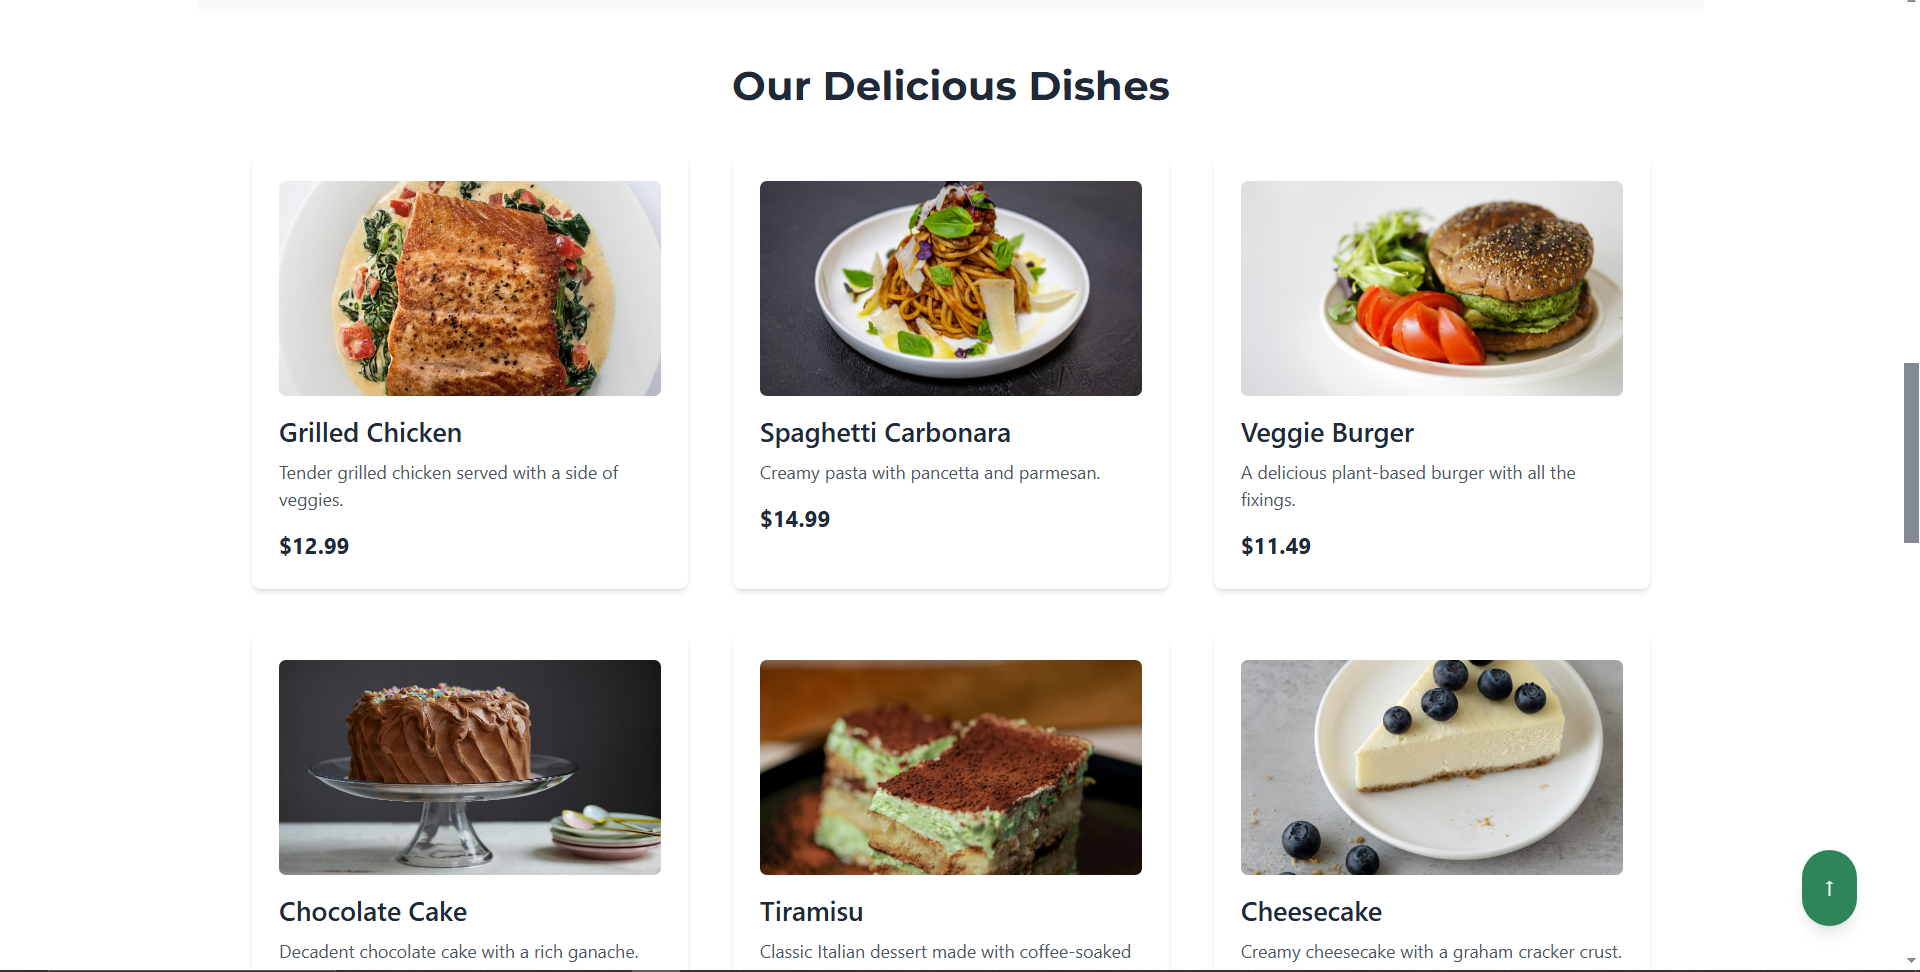 Our Delicious Dishes
Grilled Chicken
Tender grilled chicken served with a side of
veggies.
$12.99
Spaghetti Carbonara
Creamy pasta with pancetta and parmesan.
$14.99
Veggie Burger
A delicious plant-based burger with all the
fixings.
$11.49
Chocolate Cake
Decadent chocolate cake with a rich ganache.
Tiramisu
Classic Italian dessert made with coffee-soaked
Cheesecake
Creamy cheesecake with a graham cracker crust.
↑